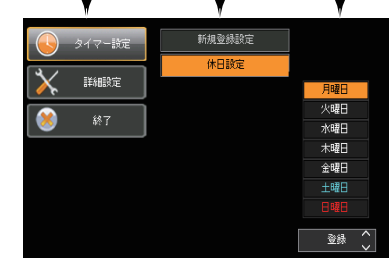 タイマー設定
詳細設定
終了
新規登録設定
休日設定
月曜日
火曜日
水曜日
木曜日
金曜日
土曜日
日曜日
登録